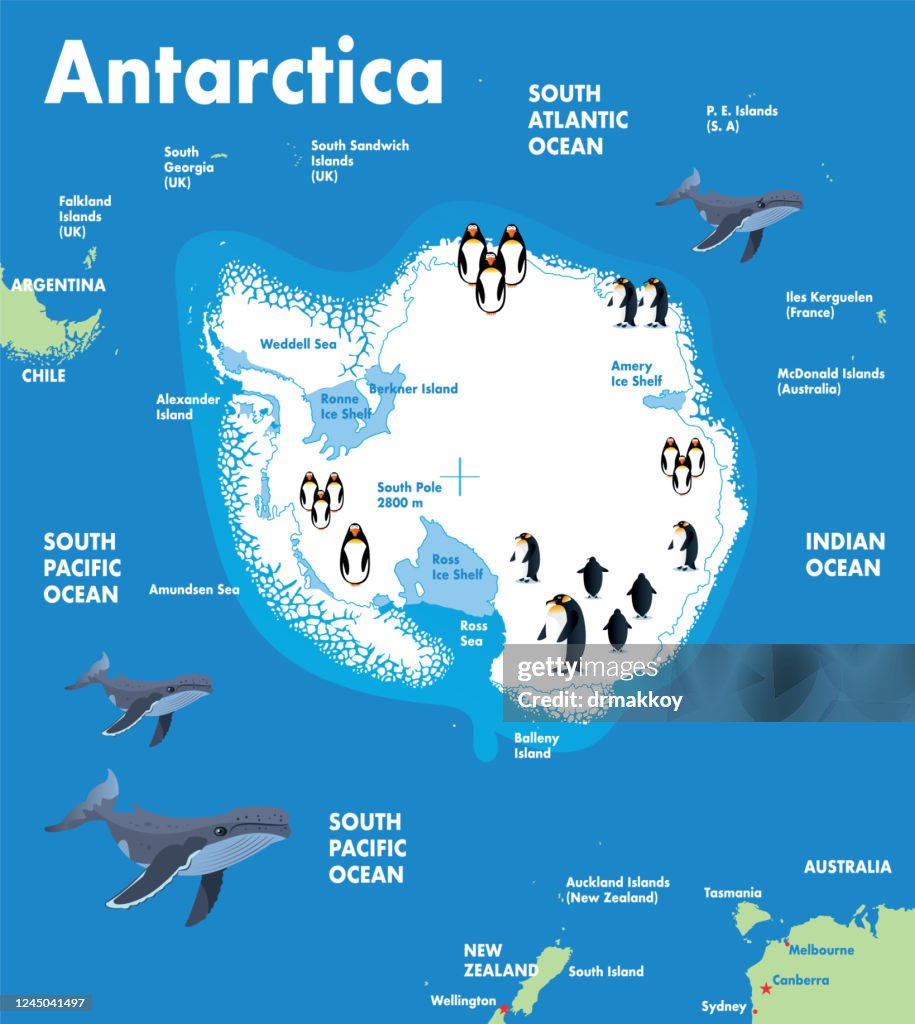 Antarctica
SOUTH
ATLANTIC
OCEAN
P. E. Islands
(S. A)
South
Georgia
(UK)
South Sandwich
Islands
(UK)
Falkland
Islands
(UK)
ARGENTINA
CHILE
Iles Kerguelen
(France)
McDonald Islands
(Australia)
Weddell Sea
Amery
Ice Shelf
Berkner Island
Ronne
Ice Shelf
Alexander
Island
South Pole
2800 m
SOUTH
PACIFIC
OCEAN
INDIAN
OCEAN
Ross
Ice Shelf
Amundsen Sea
Ross
Sea
gettyimages
Credit: drmakkoy
Balleny
Island
SOUTH
PACIFIC
OCEAN
AUSTRALIA
Auckland Islands
(New Zealand)
Tasmania
NEW
ZEALAND
South Island
Melbourne
Canberra
Wellington
Sydney
1245041497